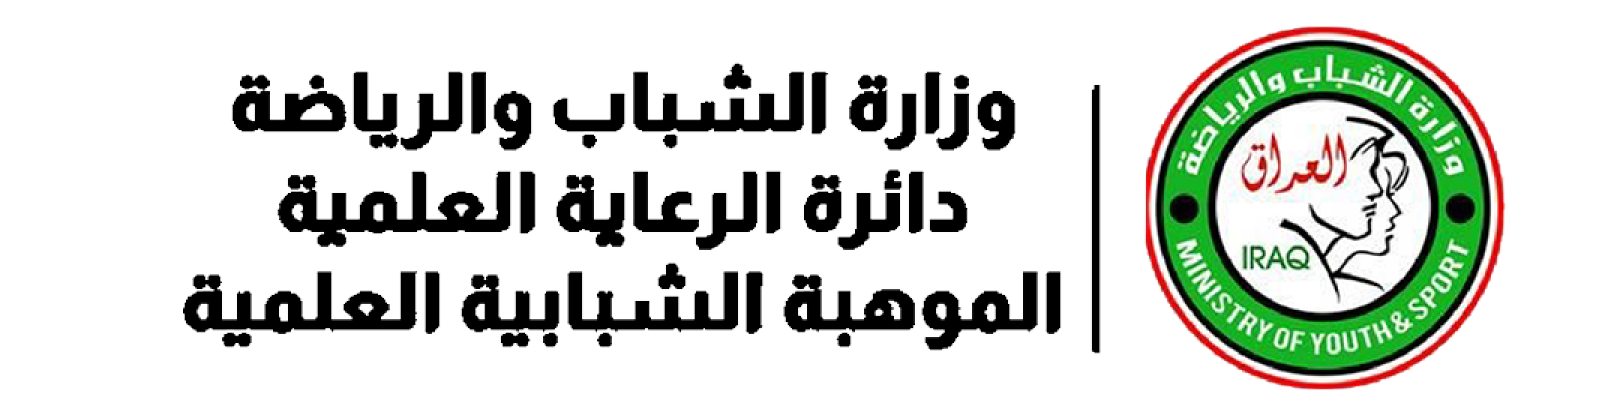 وزارة الشباب والرياضة
دائرة الرعاية العلمية
الموهبة الشبابية العلمية
وزارة الشباب والرياضة
العراق
IRAQ
MINISTRY OF YOUTH & SPORT